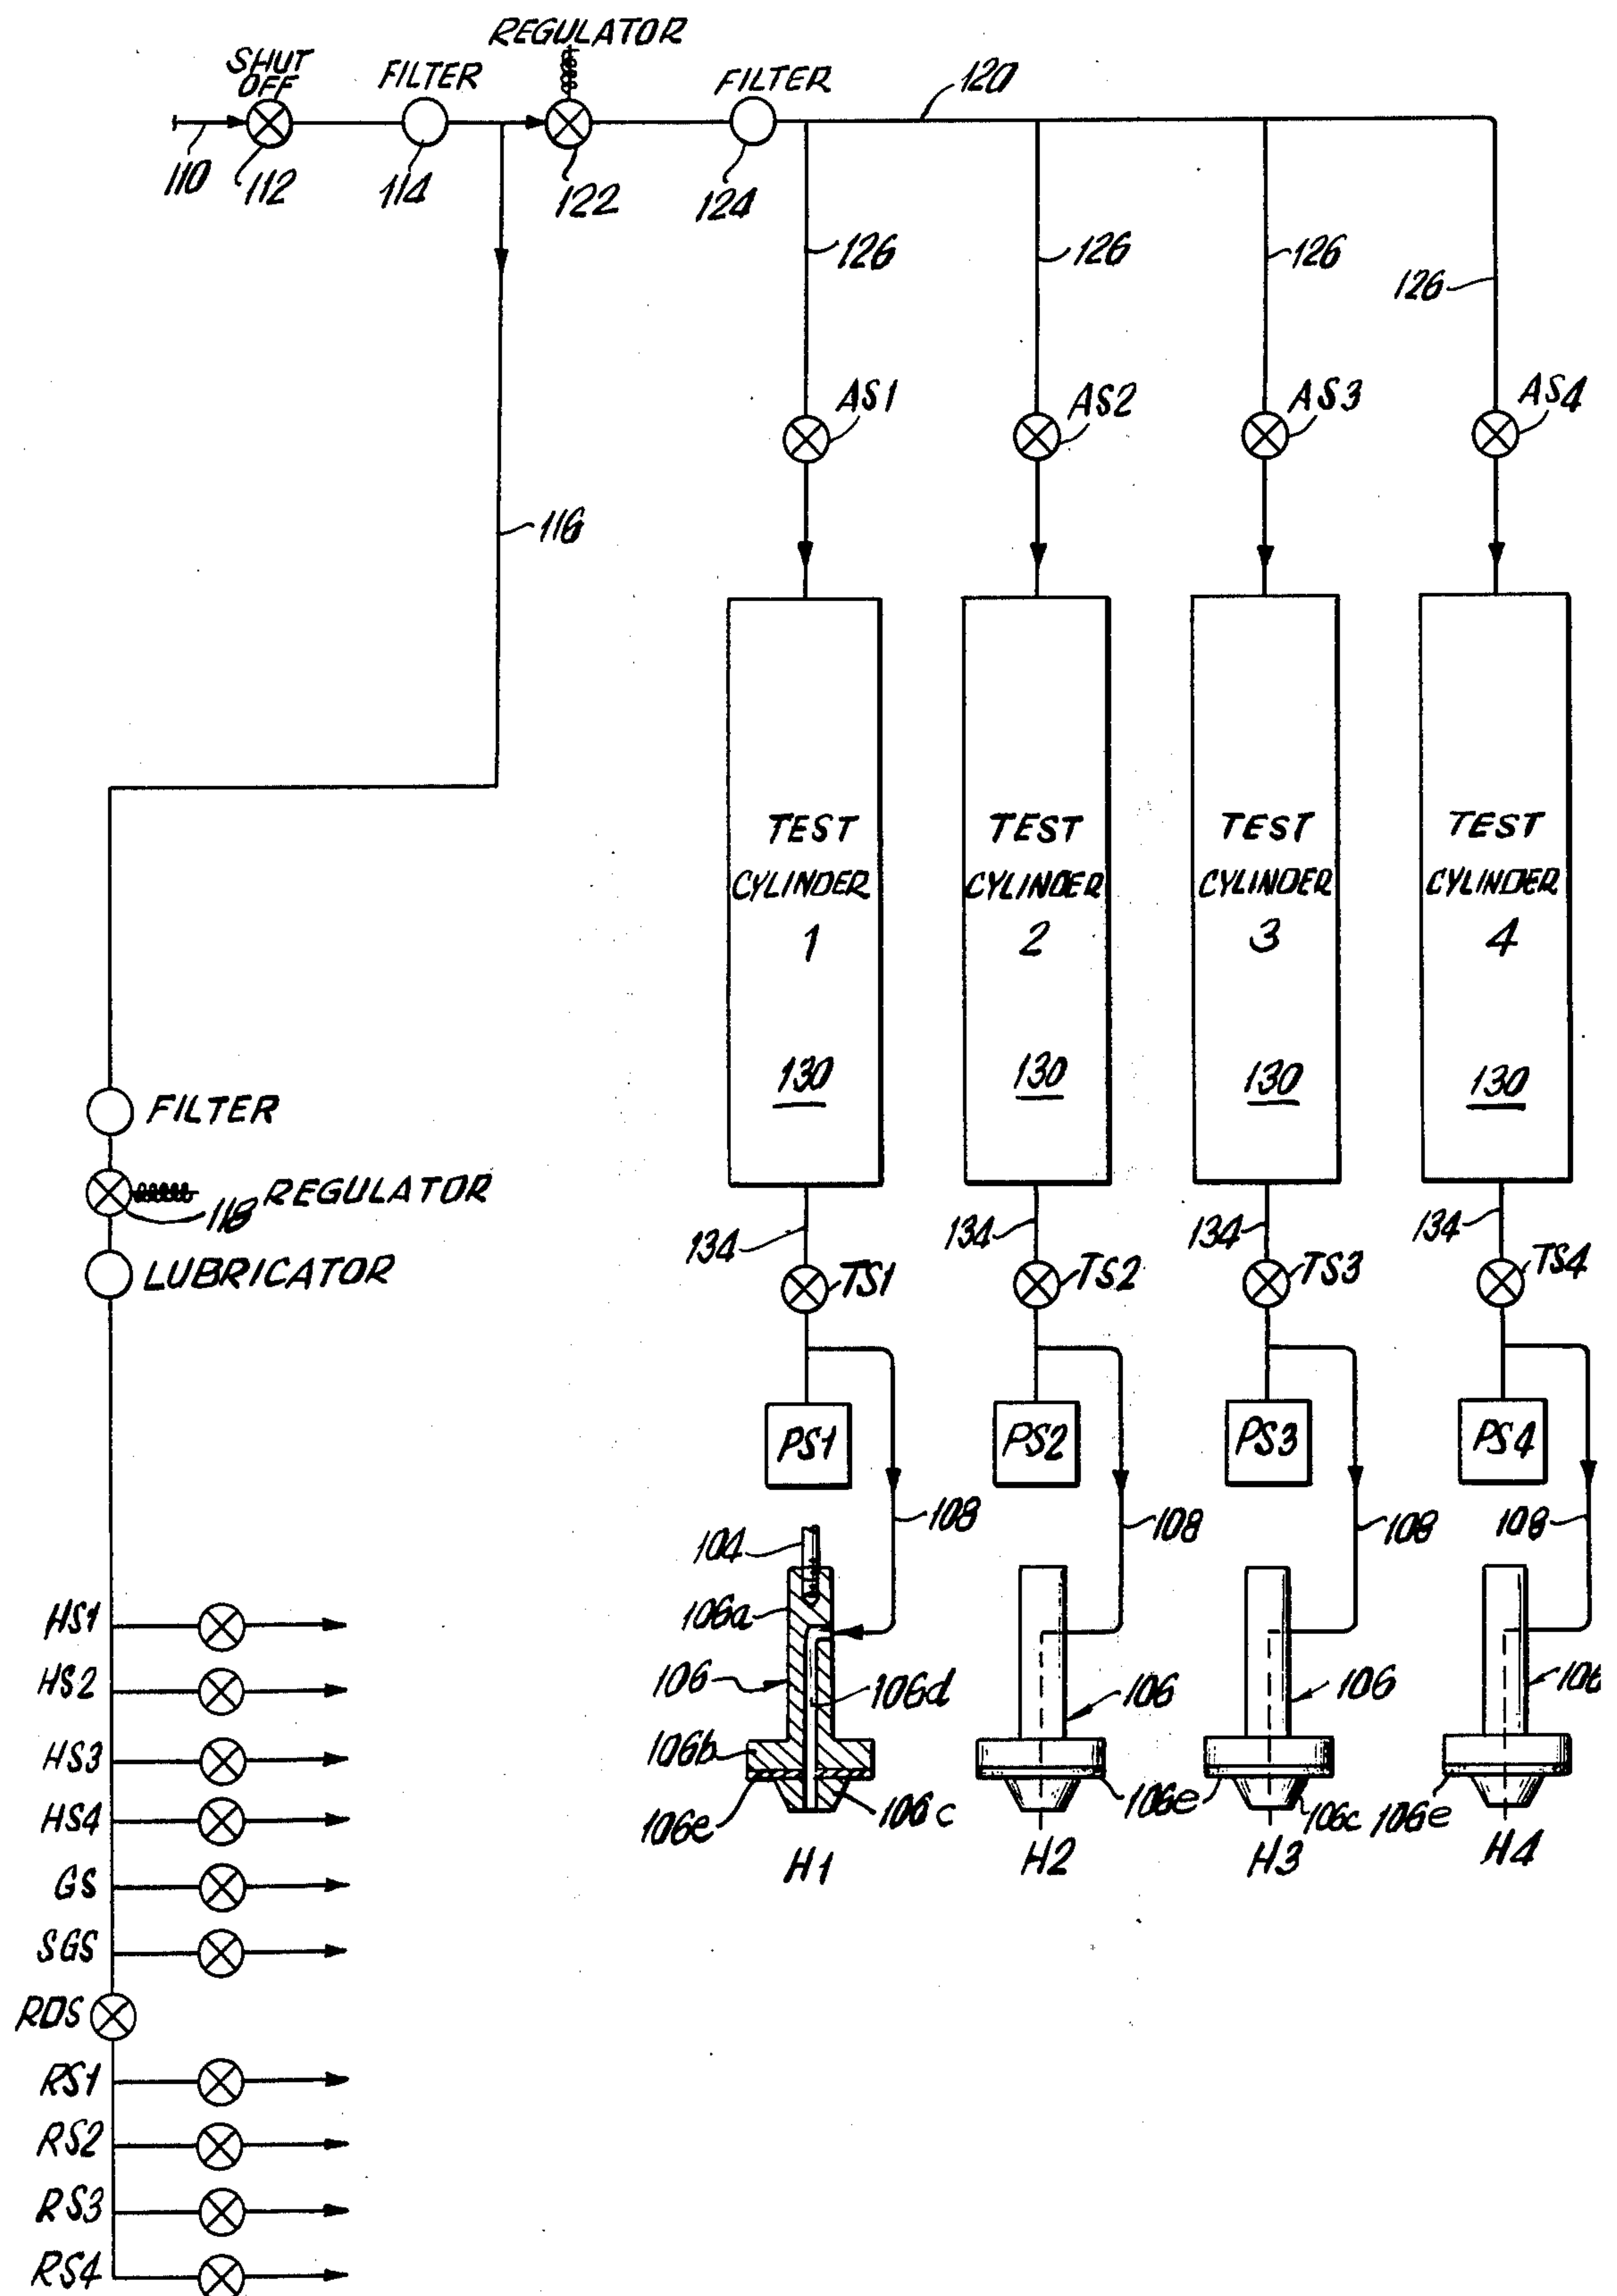 REGULATOR
SHUT
OFF
FILTER
FILTER
120
110
112
114
122
124
126
126
126
126
AS1
AS2
AS3
AS4
116
TEST
CYLINDER
1
130
TEST
CYLINDER
2
130
TEST
CYLINDER
3
130
TEST
CYLINDER
4
130
FILTER
118
REGULATOR
LUBRICATOR
134
134
134
134
TS1
TS2
TS3
TS4
PS1
PS2
PS3
PS4
108
108
108
108
104
106a
106
106d
106b
106e
106c
106
106e
106
106c
106
106e
H1
H2
H3
H4
HS1
HS2
HS3
HS4
GS
SGS
RDS
RS1
RS2
RS3
RS4